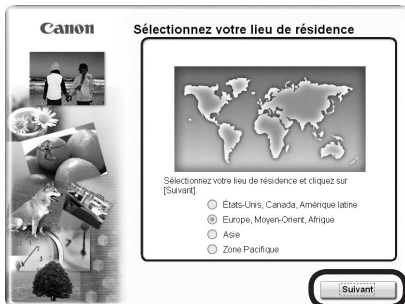 Canon
Sélectionnez votre lieu de résidence
Sélectionnez votre lieu de résidence et cliquez sur
[Suivant].
États-Unis, Canada, Amérique latine
Europe, Moyen-Orient, Afrique
Asie
Zone Pacifique
Suivant